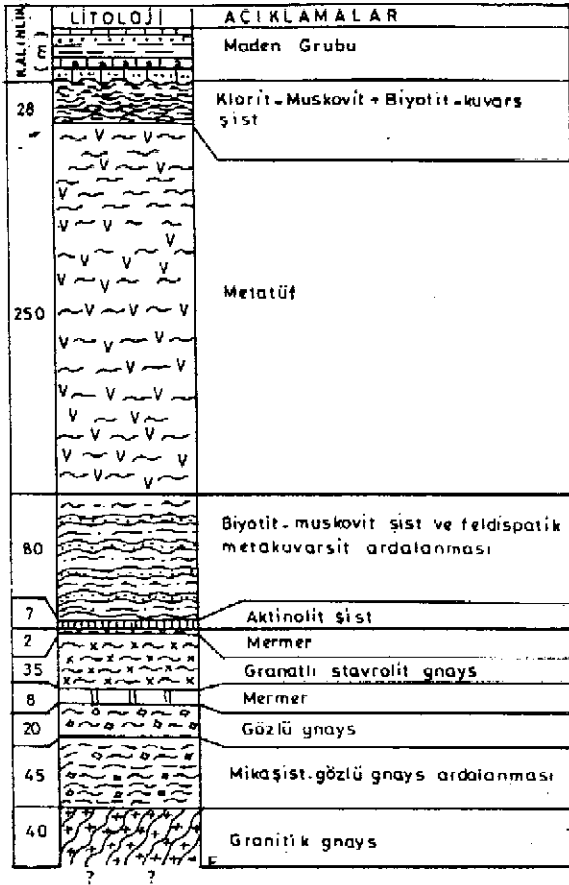 KALINLIK (m) LİTOLOJİ AÇIKLAMALAR
Maden Grubu
28 Klorit-Muskovit+Biyotit-kuvars
şist
250 Metatüf
80 Biyotit-muskovit şist ve feldispatik
metakuvarsit ardalanması
7 Aktinolit şist
2 Mermer
35 Granatlı stavrolit gnays
8 Mermer
20 Gözlü gnays
45 Mikaşist-gözlü gnays ardalanması
40 Granitik gnays
? ?